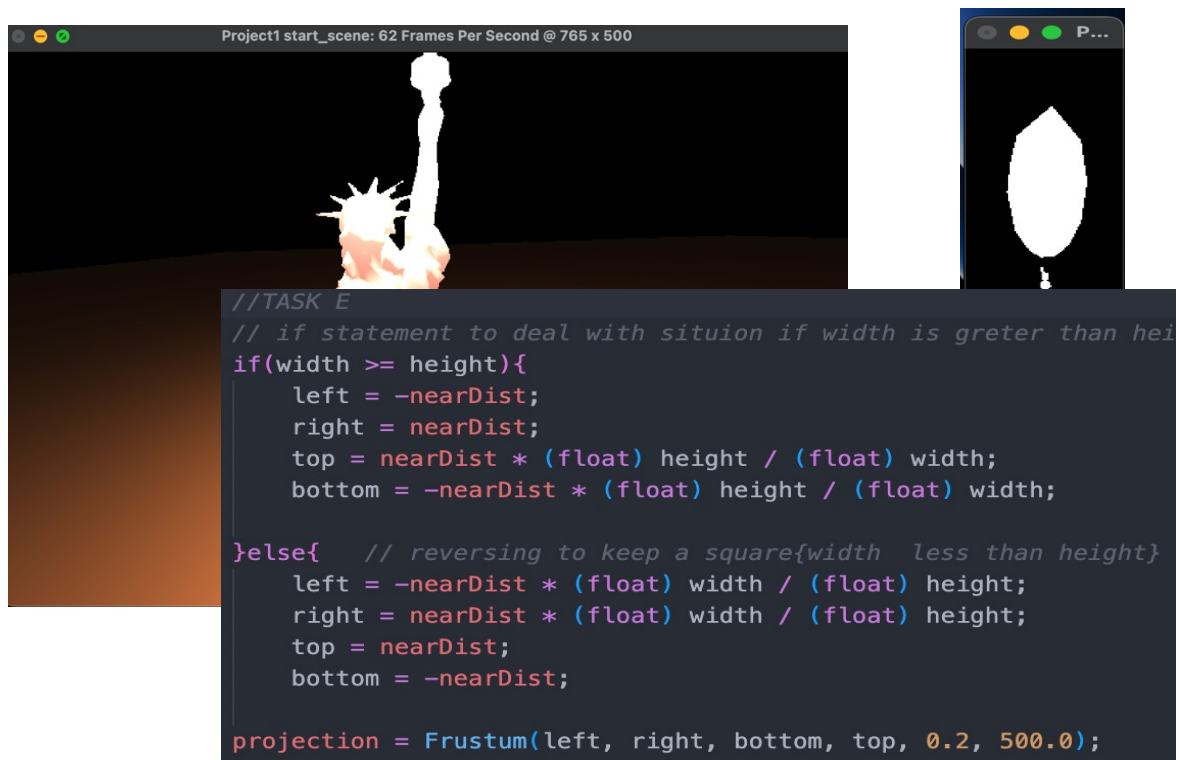 Project1 start_scene: 62 Frames Per Second @ 765 x 500
P...
//TASK E
// if statement to deal with situion if width is greter than hei
if(width >= height){
left = -nearDist;
right = nearDist;
top = nearDist * (float) height / (float) width;
bottom = -nearDist * (float) height / (float) width;
}else{ // reversing to keep a square{width less than height}
left = -nearDist * (float) width / (float) height;
right = nearDist * (float) width / (float) height;
top = nearDist;
bottom = -nearDist;
projection = Frustum(left, right, bottom, top, 0.2, 500.0);